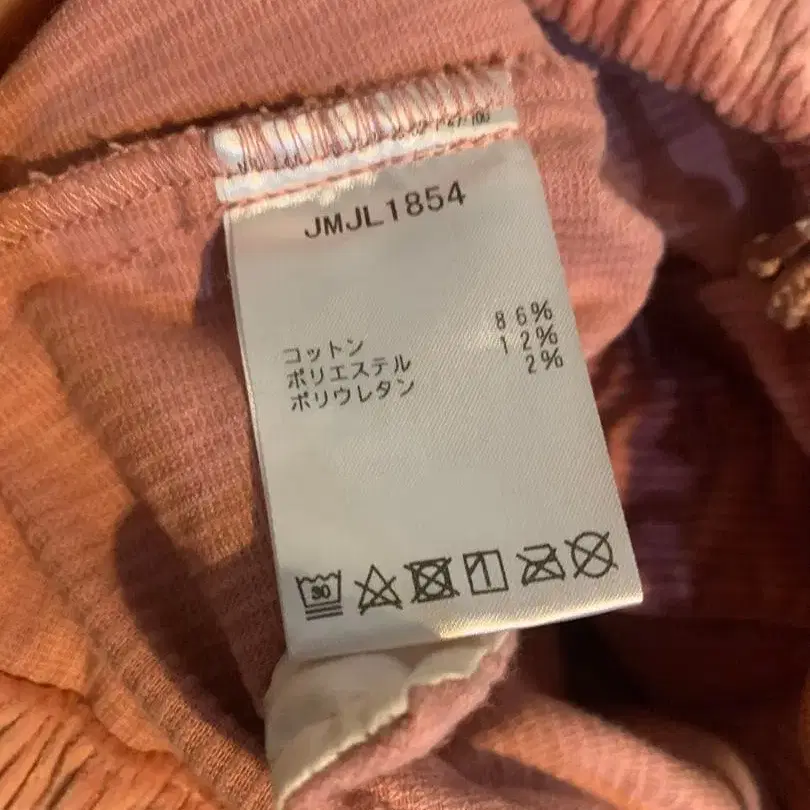 JMJL1854
コットン 86%
ポリエステル 12%
ポリウレタン 2%
30